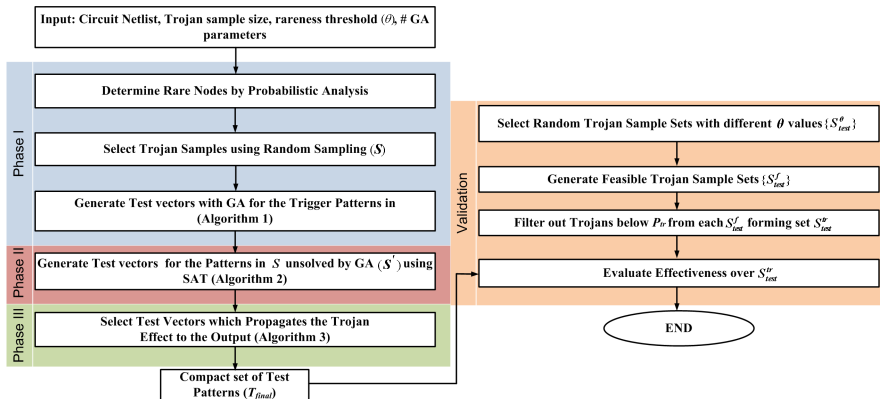 Input: Circuit Netlist, Trojan sample size, rareness threshold (θ), # GA
parameters
Phase I
Determine Rare Nodes by Probabilistic Analysis
Select Trojan Samples using Random Sampling (S)
Generate Test vectors with GA for the Trigger Patterns in
(Algorithm 1)
Phase II
Generate Test vectors for the Patterns in S unsolved by GA (S′) using
SAT (Algorithm 2)
Phase III
Select Test Vectors which Propagates the Trojan
Effect to the Output (Algorithm 3)
Compact set of Test
Patterns (T_final)
Validation
Select Random Trojan Sample Sets with different θ values {S^θ_test}
Generate Feasible Trojan Sample Sets {S^f_test}
Filter out Trojans below P_tr from each S^f_test forming set S^tr_test
Evaluate Effectiveness over S^tr_test
END